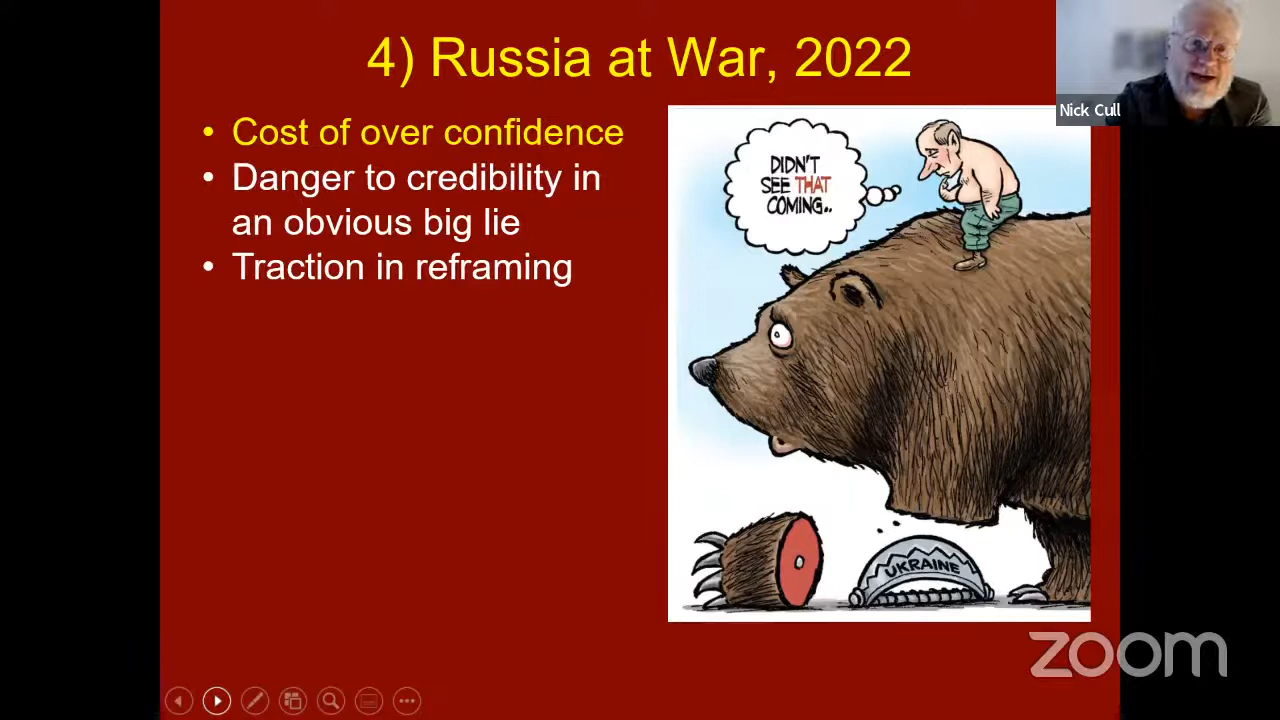 4) Russia at War, 2022
Nick Cull
• Cost of over confidence
• Danger to credibility in
an obvious big lie
• Traction in reframing
DIDN'T
SEE THAT
COMING..
UKRAINE
zoom